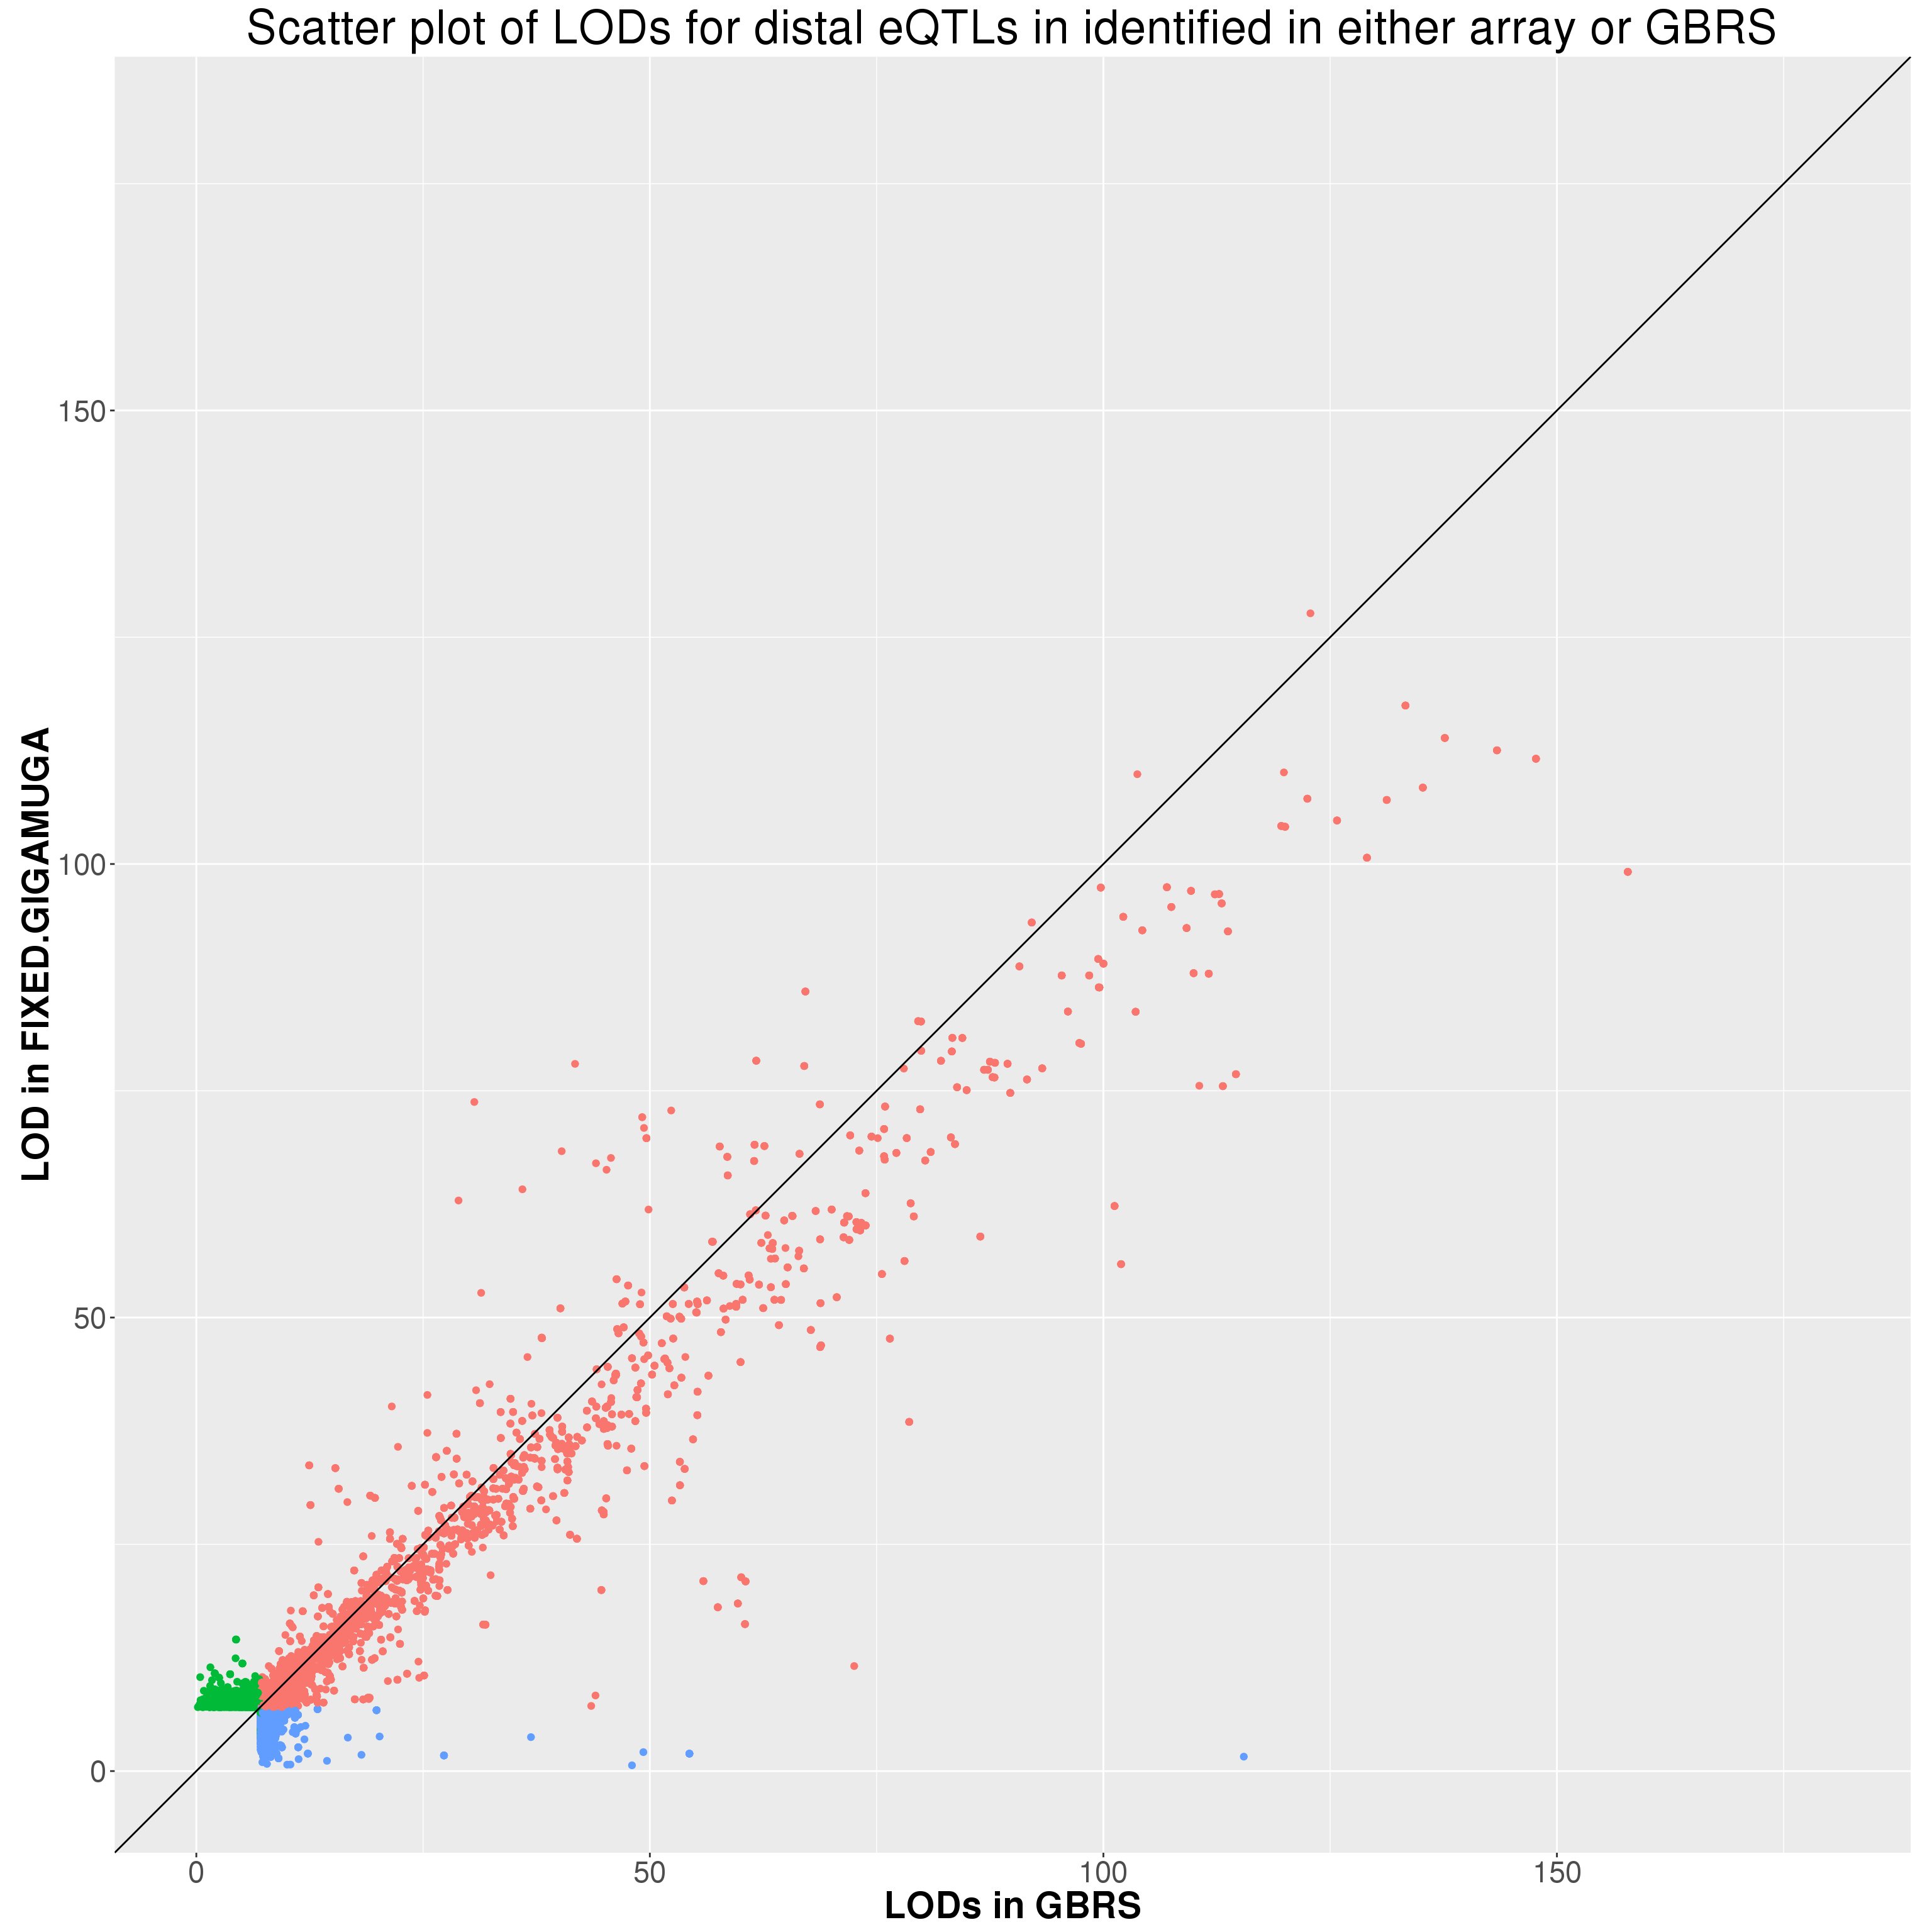 Scatter plot of LODs for distal eQTLs in identified in either array or GBRS
150
100
50
0
LOD in FIXED.GIGAMUGA
0 50 100 150
LODs in GBRS